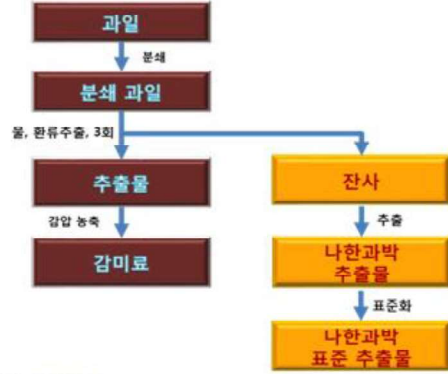 과일
분쇄
분쇄 과일
물, 환류추출, 3회
추출물
잔사
감압 농축
추출
감미료
나한과박
추출물
표준화
나한과박
표준 추출물